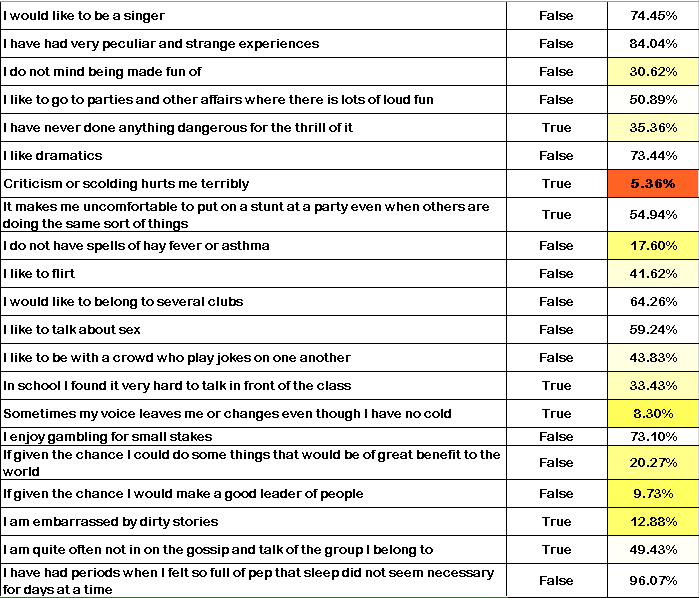 I would like to be a singer False 74.45%
I have had very peculiar and strange experiences False 84.04%
I do not mind being made fun of False 30.62%
I like to go to parties and other affairs where there is lots of loud fun False 50.89%
I have never done anything dangerous for the thrill of it True 35.36%
I like dramatics False 73.44%
Criticism or scolding hurts me terribly True 5.36%
It makes me uncomfortable to put on a stunt at a party even when others are
doing the same sort of things True 54.94%
I do not have spells of hay fever or asthma False 17.60%
I like to flirt False 41.62%
I would like to belong to several clubs False 64.26%
I like to talk about sex False 59.24%
I like to be with a crowd who play jokes on one another False 43.83%
In school I found it very hard to talk in front of the class True 33.43%
Sometimes my voice leaves me or changes even though I have no cold True 8.30%
I enjoy gambling for small stakes False 73.10%
If given the chance I could do some things that would be of great benefit to the
world False 20.27%
If given the chance I would make a good leader of people False 9.73%
I am embarrassed by dirty stories True 12.88%
I am quite often not in on the gossip and talk of the group I belong to True 49.43%
I have had periods when I felt so full of pep that sleep did not seem necessary
for days at a time False 96.07%